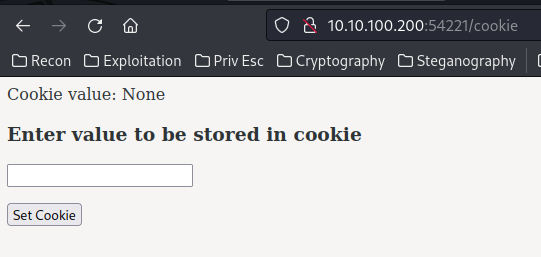 10.10.100.200:54221/cookie
Recon Exploitation Priv Esc Cryptography Steganography
Cookie value: None
Enter value to be stored in cookie
Set Cookie